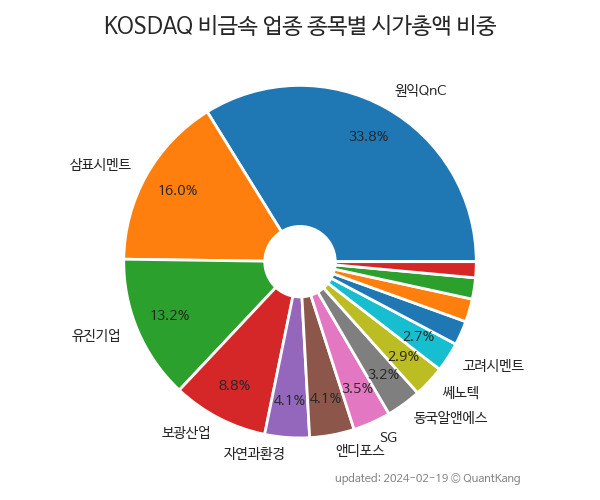 KOSDAQ 비금속 업종 종목별 시가총액 비중
원익QnC
33.8%
삼표시멘트
16.0%
유진기업
13.2%
보광산업
8.8%
자연과환경
4.1%
앤디포스
4.1%
SG
3.5%
동국알앤에스
3.2%
쎄노텍
2.9%
고려시멘트
2.7%
updated: 2024-02-19 © QuantKang